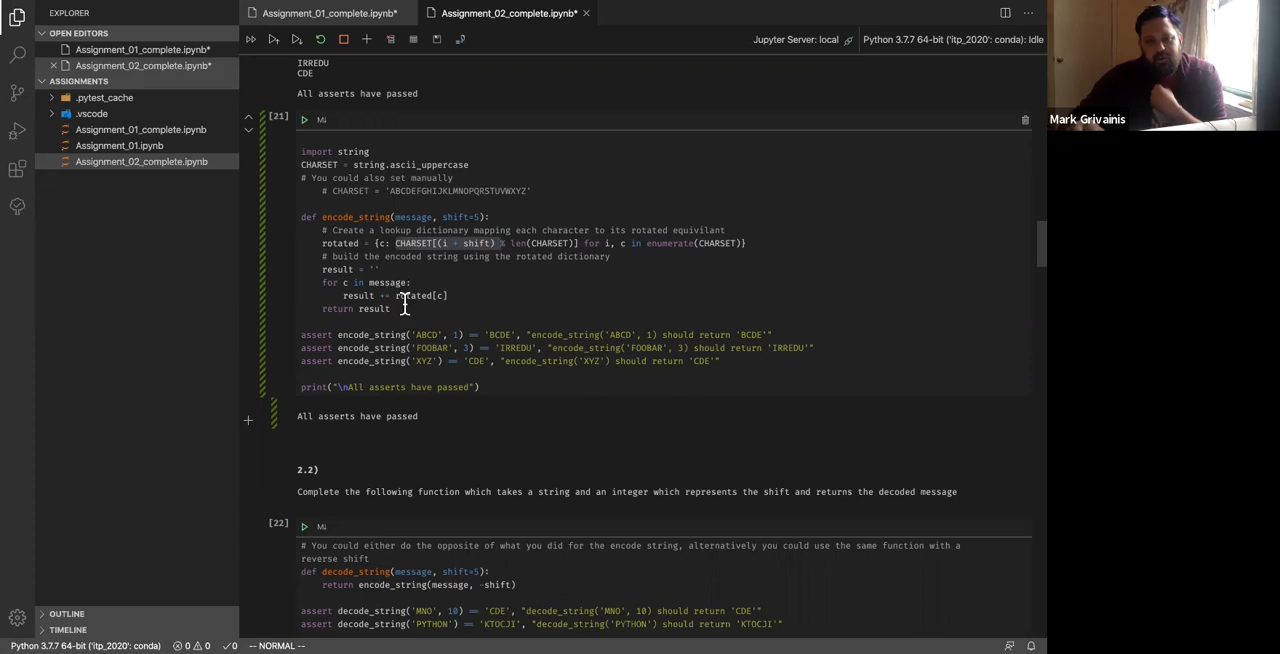 EXPLORER
OPEN EDITORS
Assignment_01_complete.ipynb*
Assignment_02_complete.ipynb*
ASSIGNMENTS
.pytest_cache
.vscode
Assignment_01_complete.ipynb
Assignment_01.ipynb
Assignment_02_complete.ipynb
OUTLINE
TIMELINE
Assignment_01_complete.ipynb*
Assignment_02_complete.ipynb*
Jupyter Server: local
Python 3.7.7 64-bit ('itp_2020': conda): Idle
IRREDU
CDE
All asserts have passed
[21]
M↓
import string
CHARSET = string.ascii_uppercase
# You could also set manually
# CHARSET = 'ABCDEFGHIJKLMNOPQRSTUVWXYZ'
def encode_string(message, shift=5):
# Create a lookup dictionary mapping each character to its rotated equivilant
rotated = {c: CHARSET[(i + shift) % len(CHARSET)] for i, c in enumerate(CHARSET)}
# build the encoded string using the rotated dictionary
result = ''
for c in message:
result += rotated[c]
return result
assert encode_string('ABCD', 1) == 'BCDE', "encode_string('ABCD', 1) should return 'BCDE'"
assert encode_string('FOOBAR', 3) == 'IRREDU', "encode_string('FOOBAR', 3) should return 'IRREDU'"
assert encode_string('XYZ') == 'CDE', "encode_string('XYZ') should return 'CDE'"
print("\nAll asserts have passed")
All asserts have passed
2.2)
Complete the following function which takes a string and an integer which represents the shift and returns the decoded message
[22]
M↓
# You could either do the opposite of what you did for the encode string, alternatively you could use the same function with a
reverse shift
def decode_string(message, shift=5):
return encode_string(message, -shift)
assert decode_string('MNO', 10) == 'CDE', "decode_string('MNO', 10) should return 'CDE'"
assert decode_string('PYTHON') == 'KTOCJI', "decode_string('PYTHON') should return 'KTOCJI'"
Mark Grivainis
Python 3.7.7 64-bit ('itp_2020': conda)
0
0
0
-- NORMAL --